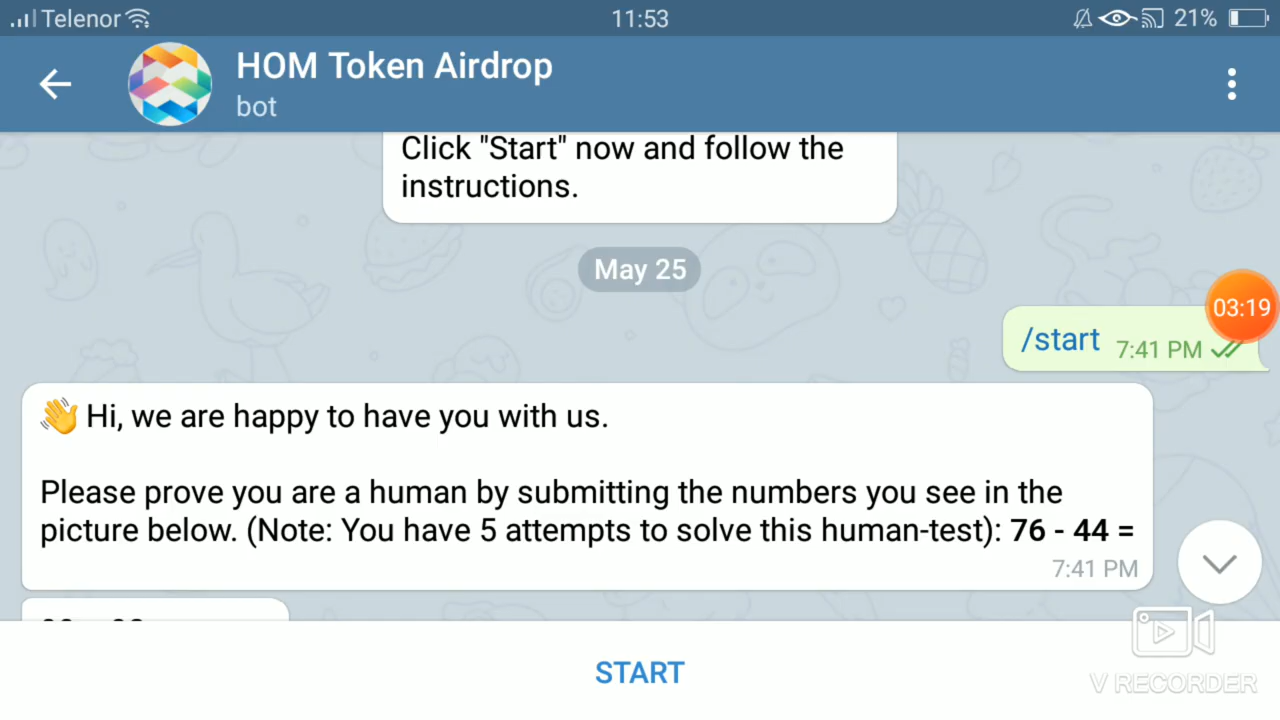 Telenor
11:53
21%
HOM Token Airdrop
bot
Click "Start" now and follow the
instructions.
May 25
03:19
/start 7:41 PM
👋 Hi, we are happy to have you with us.
Please prove you are a human by submitting the numbers you see in the
picture below. (Note: You have 5 attempts to solve this human-test): 76 - 44 =
7:41 PM
START
V RECORDER